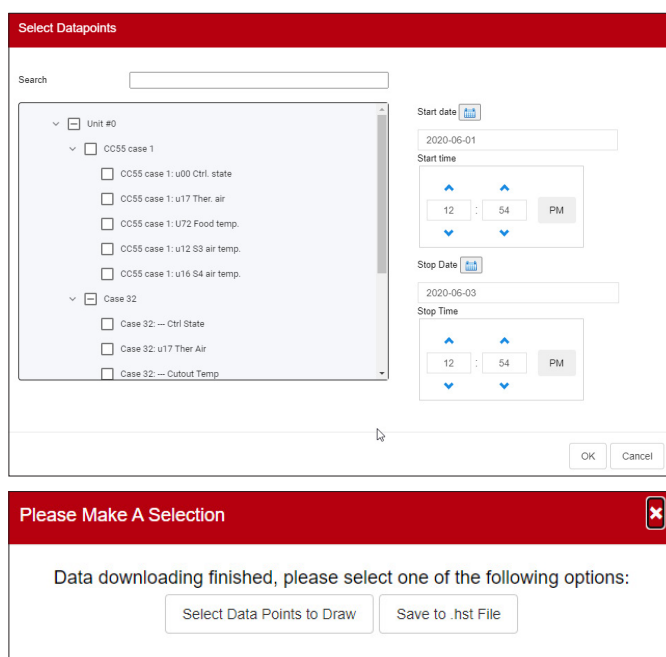 Select Datapoints
Search
Unit #0
CC55 case 1
CC55 case 1: u00 Ctrl. state
CC55 case 1: u17 Ther. air
CC55 case 1: U72 Food temp.
CC55 case 1: u12 S3 air temp.
CC55 case 1: u16 S4 air temp.
Case 32
Case 32: --- Ctrl State
Case 32: u17 Ther Air
Case 32: --- Cutout Temp
Start date
2020-06-01
Start time
12 : 54 PM
Stop Date
2020-06-03
Stop Time
12 : 54 PM
OK Cancel
Please Make A Selection
Data downloading finished, please select one of the following options:
Select Data Points to Draw Save to .hst File